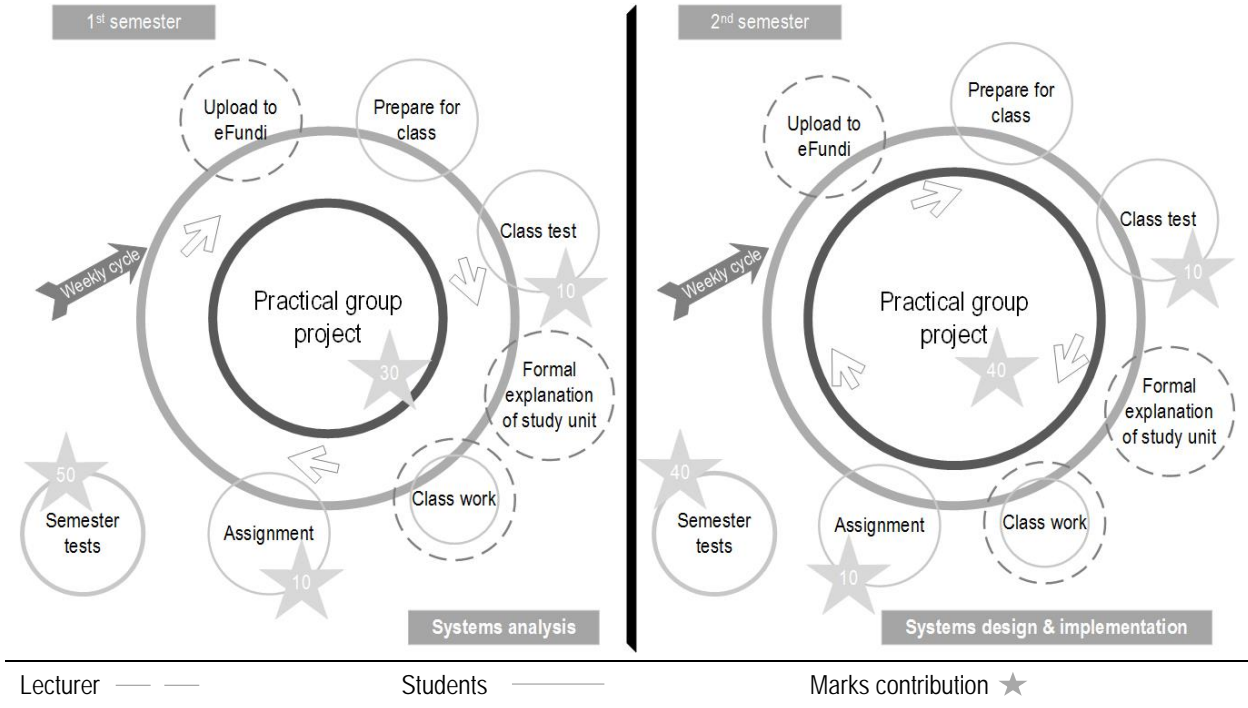 1st semester
Upload to
eFundi
Prepare for
class
Class test
10
Weekly cycle
Practical group
project
30
Formal
explanation
of study unit
50
Semester
tests
Assignment
10
Class work
Systems analysis
2nd semester
Upload to
eFundi
Prepare for
class
Class test
10
Weekly cycle
Practical group
project
40
Formal
explanation
of study unit
40
Semester
tests
Assignment
10
Class work
Systems design & implementation
Lecturer
Students
Marks contribution